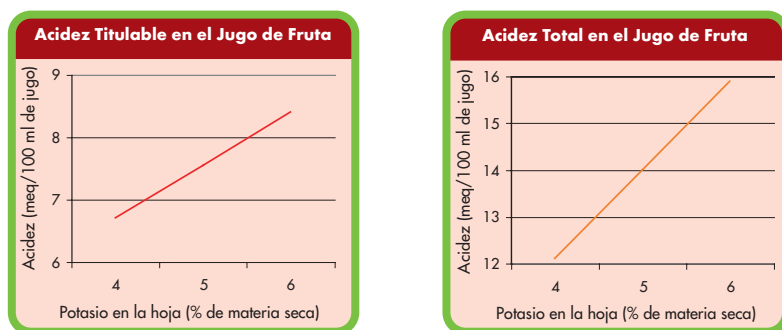 Acidez Titulable en el Jugo de Fruta
Acidez (meq/100 ml de jugo)
9
8
7
6
4 5 6
Potasio en la hoja (% de materia seca)
Acidez Total en el Jugo de Fruta
Acidez (meq/100 ml de jugo)
16
15
14
13
12
4 5 6
Potasio en la hoja (% de materia seca)